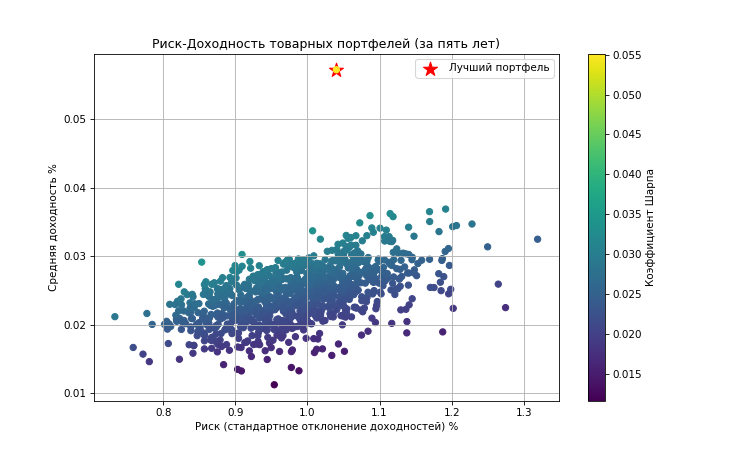 Риск-Доходность товарных портфелей (за пять лет)
Лучший портфель
Средняя доходность %
0.05
0.04
0.03
0.02
0.01
0.8 0.9 1.0 1.1 1.2 1.3
Риск (стандартное отклонение доходностей) %
0.055
0.050
0.045
0.040
0.035
0.030
0.025
0.020
0.015
Коэффициент Шарпа